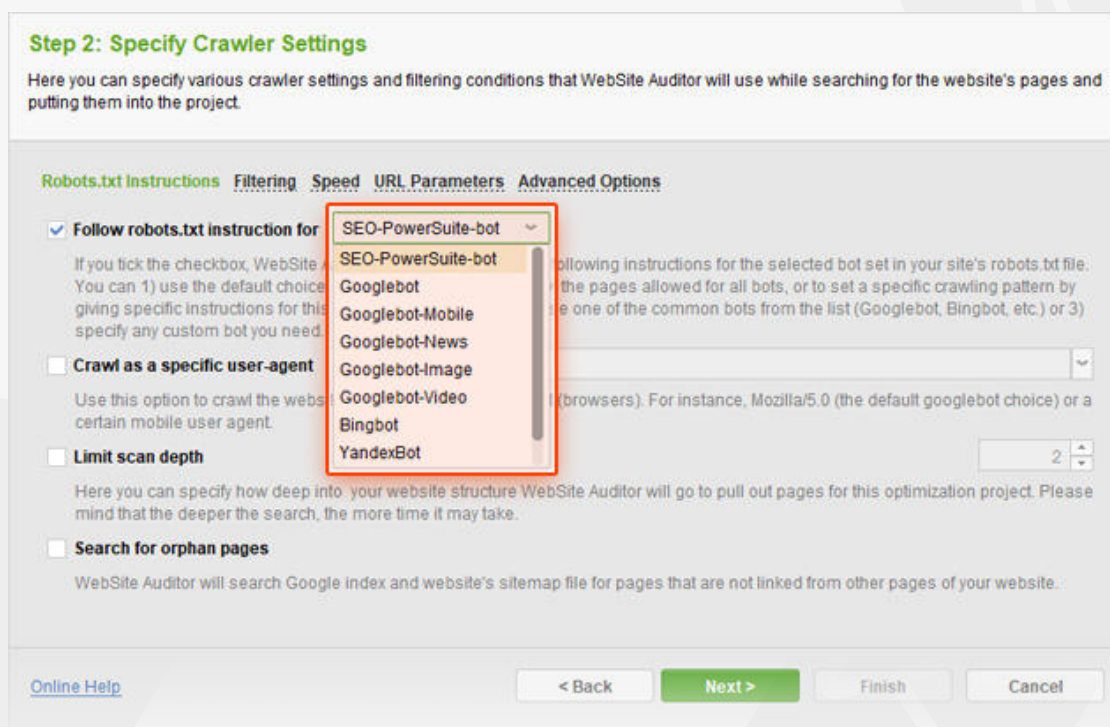 Step 2: Specify Crawler Settings
Here you can specify various crawler settings and filtering conditions that WebSite Auditor will use while searching for the website's pages and
putting them into the project.
Robots.txt Instructions Filtering Speed URL Parameters Advanced Options
Follow robots.txt instruction for SEO-PowerSuite-bot
SEO-PowerSuite-bot
Googlebot
Googlebot-Mobile
Googlebot-News
Googlebot-Image
Googlebot-Video
Bingbot
YandexBot
If you tick the checkbox, WebSite ollowing instructions for the selected bot set in your site's robots.txt file.
You can 1) use the default choice the pages allowed for all bots, or to set a specific crawling pattern by
giving specific instructions for this e one of the common bots from the list (Googlebot, Bingbot, etc.) or 3)
specify any custom bot you need.
Crawl as a specific user-agent
Use this option to crawl the webs (browsers). For instance, Mozilla/5.0 (the default googlebot choice) or a
certain mobile user agent.
Limit scan depth 2
Here you can specify how deep into your website structure WebSite Auditor will go to pull out pages for this optimization project. Please
mind that the deeper the search, the more time it may take.
Search for orphan pages
WebSite Auditor will search Google index and website's sitemap file for pages that are not linked from other pages of your website.
Online Help < Back Next > Finish Cancel